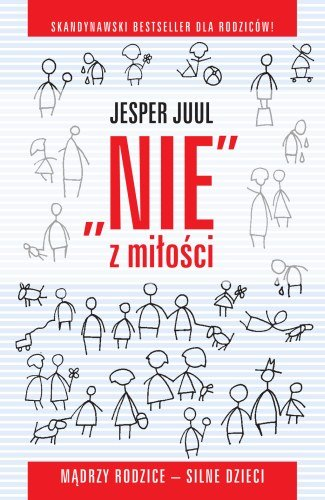 SKANDYNAWSKI BESTSELLER DLA RODZICÓW!
JESPER JUUL
„NIE”
z miłości
MĄDRZY RODZICE – SILNE DZIECI